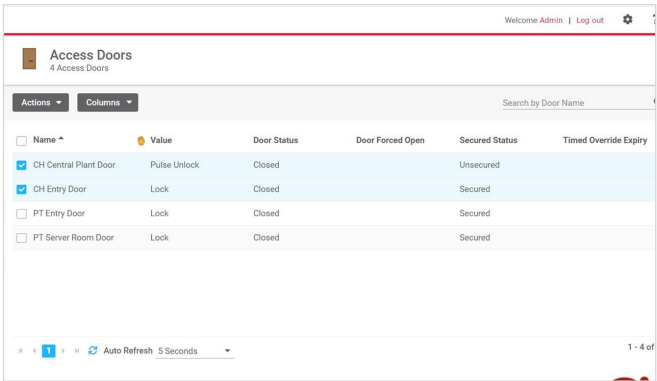 Welcome Admin | Log out
Access Doors
4 Access Doors
Actions Columns Search by Door Name
Name Value Door Status Door Forced Open Secured Status Timed Override Expiry
CH Central Plant Door Pulse Unlock Closed Unsecured
CH Entry Door Lock Closed Secured
PT Entry Door Lock Closed Secured
PT Server Room Door Lock Closed Secured
1 Auto Refresh 5 Seconds 1 - 4 of